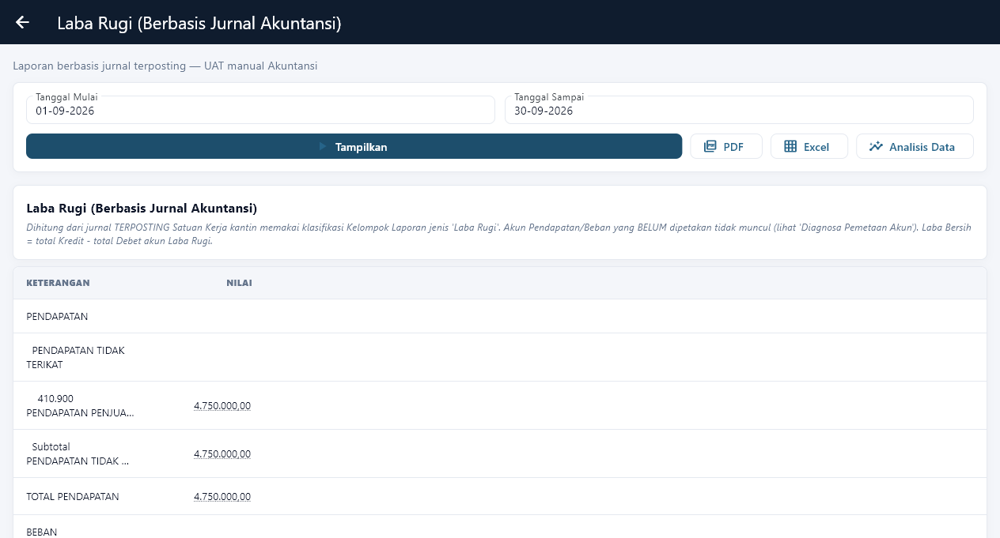 Laba Rugi (Berbasis Jurnal Akuntansi)
Laporan berbasis jurnal terposting — UAT manual Akuntansi
Tanggal Mulai
01-09-2026
Tanggal Sampai
30-09-2026
Tampilkan
PDF
Excel
Analisis Data
Laba Rugi (Berbasis Jurnal Akuntansi)
Dihitung dari jurnal TERPOSTING Satuan Kerja kantin memakai klasifikasi Kelompok Laporan jenis 'Laba Rugi'. Akun Pendapatan/Beban yang BELUM dipetakan tidak muncul (lihat 'Diagnosa Pemetaan Akun'). Laba Bersih
= total Kredit - total Debet akun Laba Rugi.
KETERANGAN NILAI
PENDAPATAN
PENDAPATAN TIDAK
TERIKAT
410.900
PENDAPATAN PENJUA...
4.750.000,00
Subtotal
PENDAPATAN TIDAK ...
4.750.000,00
TOTAL PENDAPATAN 4.750.000,00
BEBAN